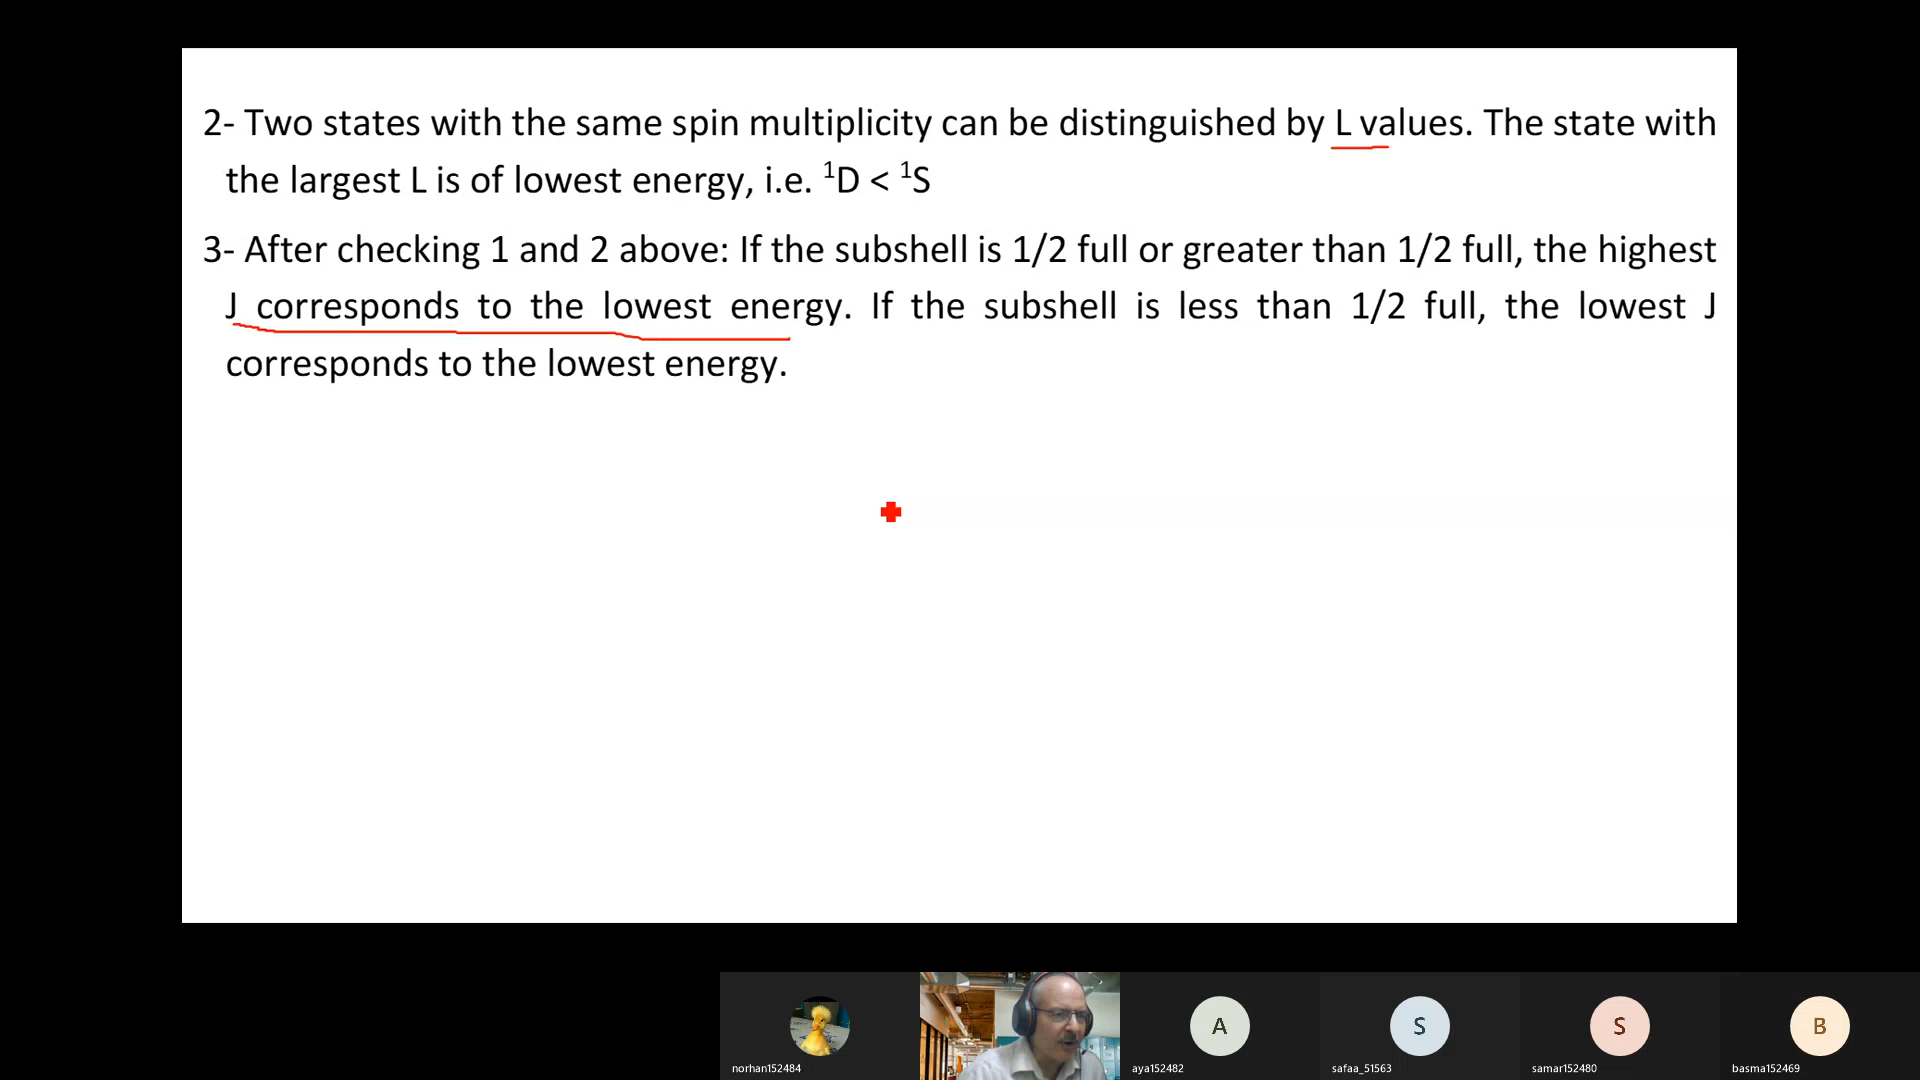 2- Two states with the same spin multiplicity can be distinguished by L values. The state with
the largest L is of lowest energy, i.e. ¹D < ¹S
3- After checking 1 and 2 above: If the subshell is 1/2 full or greater than 1/2 full, the highest
J corresponds to the lowest energy. If the subshell is less than 1/2 full, the lowest J
corresponds to the lowest energy.
A
S
S
B
norhan152484
aya152482
safaa_51563
samar152480
basma152469